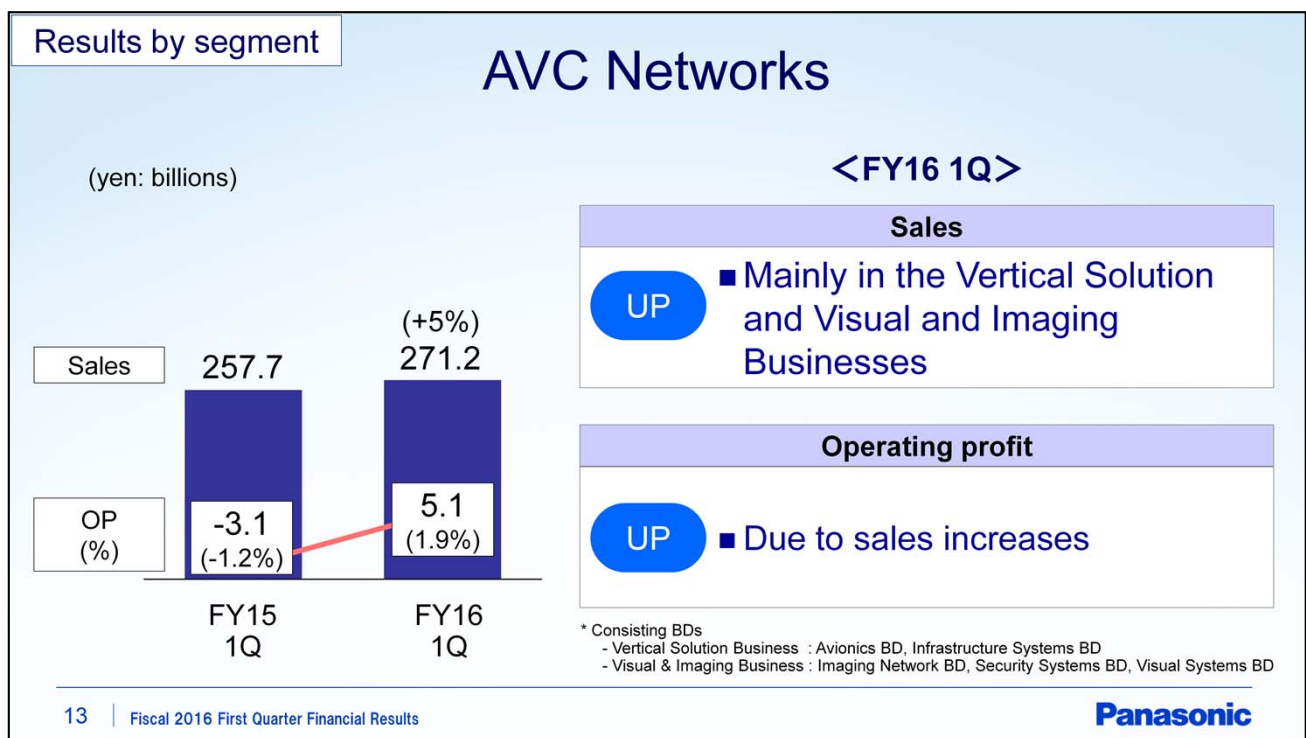 Results by segment
AVC Networks
(yen: billions)
＜FY16 1Q＞
Sales
UP
■ Mainly in the Vertical Solution
and Visual and Imaging
Businesses
(+5%)
Sales
257.7
271.2
Operating profit
UP
■ Due to sales increases
OP
(%)
-3.1
(-1.2%)
5.1
(1.9%)
FY15
1Q
FY16
1Q
* Consisting BDs
- Vertical Solution Business : Avionics BD, Infrastructure Systems BD
- Visual & Imaging Business : Imaging Network BD, Security Systems BD, Visual Systems BD
13
Fiscal 2016 First Quarter Financial Results
Panasonic